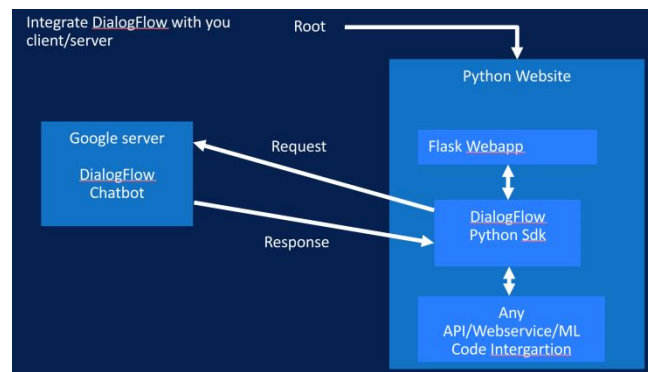 Integrate DialogFlow with you
client/server
Root
Python Website
Google server
DialogFlow
Chatbot
Request
Flask Webapp
DialogFlow
Python Sdk
Response
Any
API/Webservice/ML
Code Intergartion